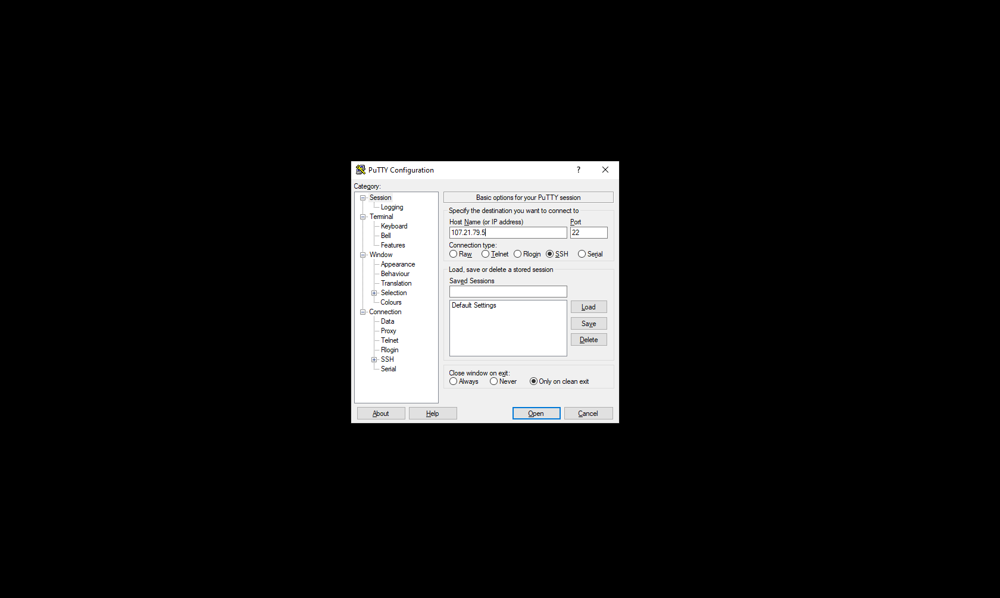 PuTTY Configuration
?
Category:
Session
Logging
Terminal
Keyboard
Bell
Features
Window
Appearance
Behaviour
Translation
Selection
Colours
Connection
Data
Proxy
Telnet
Rlogin
SSH
Serial
Basic options for your PuTTY session
Specify the destination you want to connect to
Host Name (or IP address) Port
107.21.79.5 22
Connection type:
Raw Telnet Rlogin SSH Serial
Load, save or delete a stored session
Saved Sessions
Default Settings
Load
Save
Delete
Close window on exit:
Always Never Only on clean exit
About Help Open Cancel